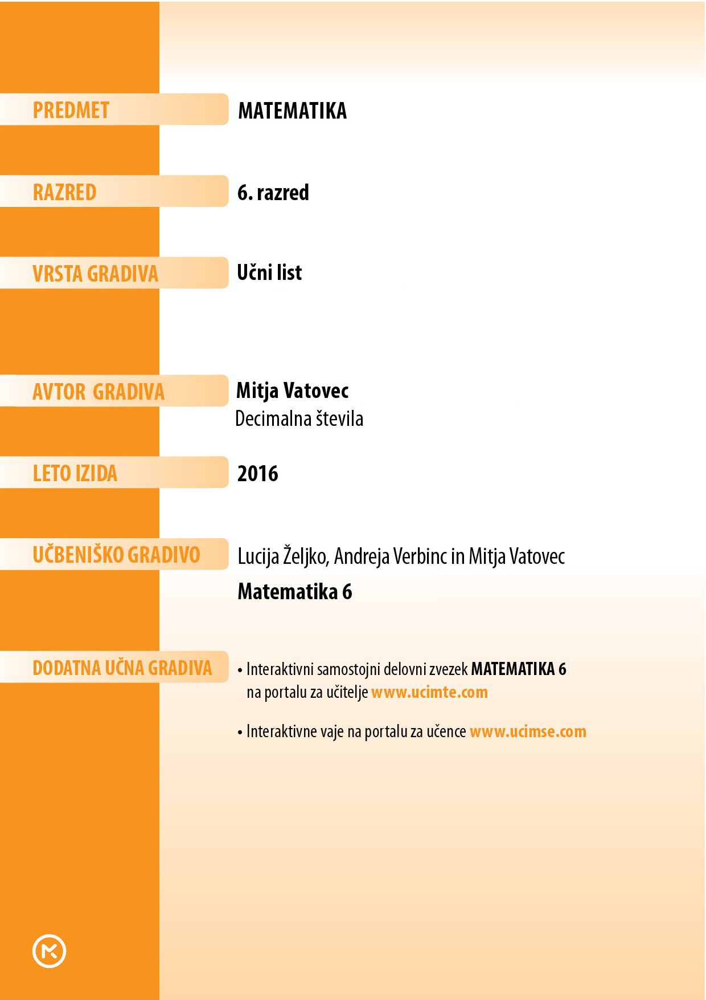 PREDMET MATEMATIKA
RAZRED 6. razred
VRSTA GRADIVA Učni list
AVTOR GRADIVA Mitja Vatovec
Decimalna števila
LETO IZIDA 2016
UČBENIŠKO GRADIVO Lucija Željko, Andreja Verbinc in Mitja Vatovec
Matematika 6
DODATNA UČNA GRADIVA • Interaktivni samostojni delovni zvezek MATEMATIKA 6
na portalu za učitelje www.ucimte.com
• Interaktivne vaje na portalu za učence www.ucimse.com